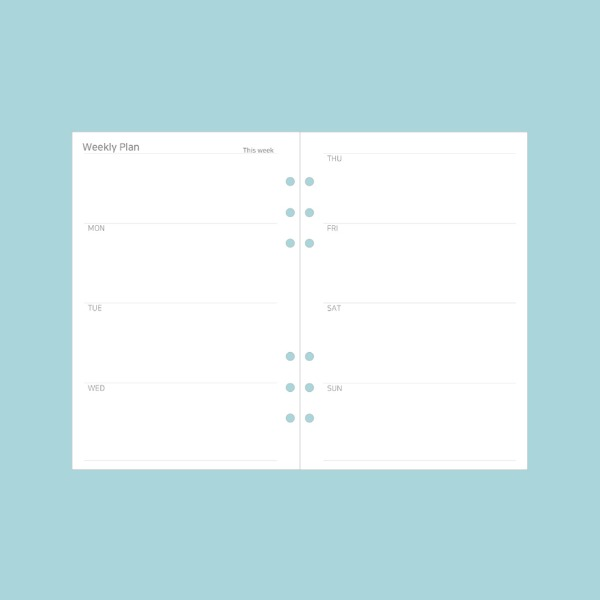 Weekly Plan
This week
MON
TUE
WED
THU
FRI
SAT
SUN